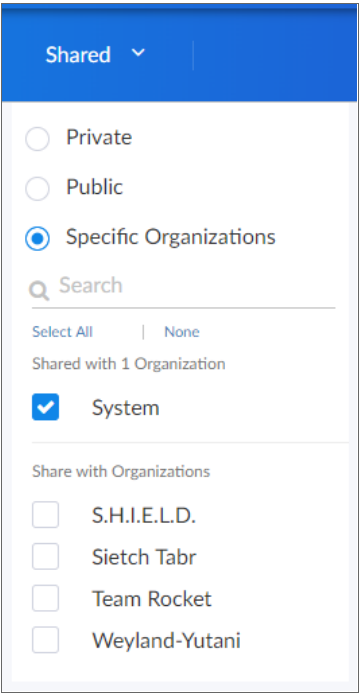 Shared
Private
Public
Specific Organizations
Search
Select All | None
Shared with 1 Organization
System
Share with Organizations
S.H.I.E.L.D.
Sietch Tabr
Team Rocket
Weyland-Yutani